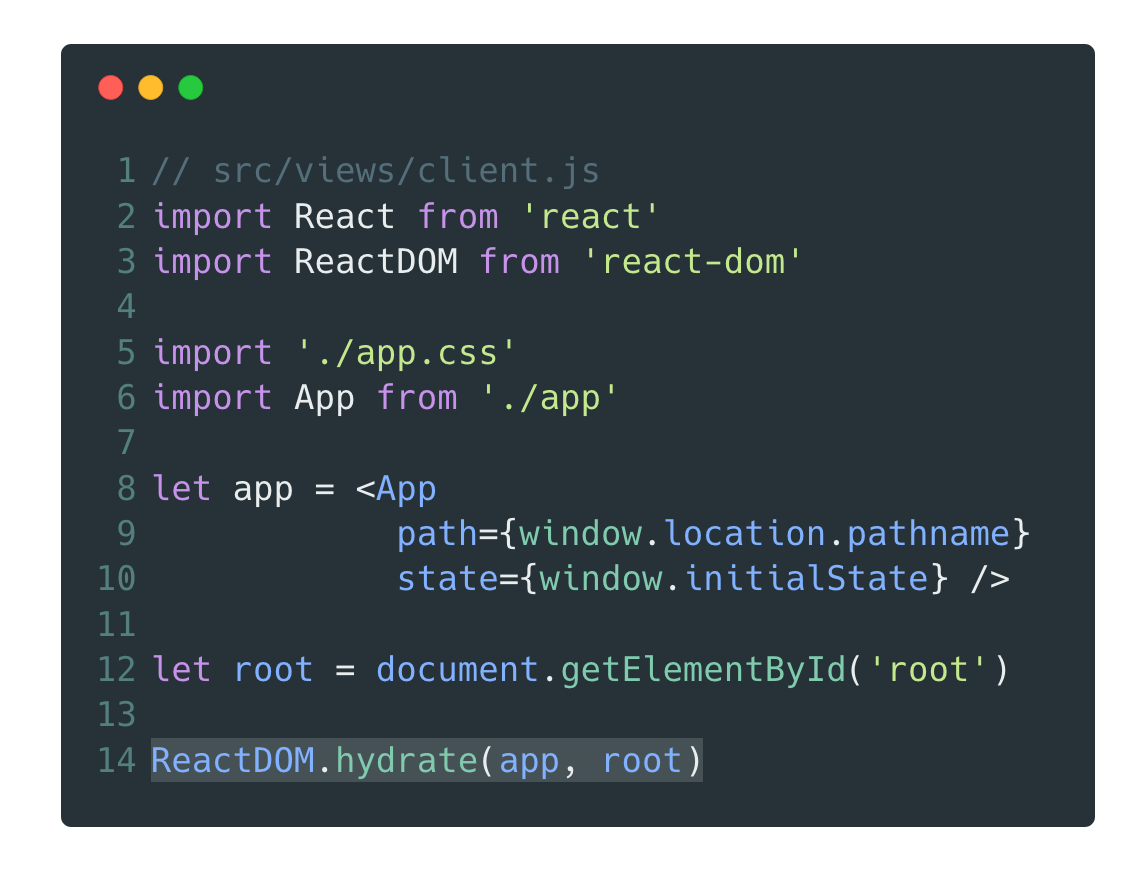 1 // src/views/client.js
2 import React from 'react'
3 import ReactDOM from 'react-dom'
4
5 import './app.css'
6 import App from './app'
7
8 let app = <App
9             path={window.location.pathname}
10             state={window.initialState} />
11
12 let root = document.getElementById('root')
13
14 ReactDOM.hydrate(app, root)